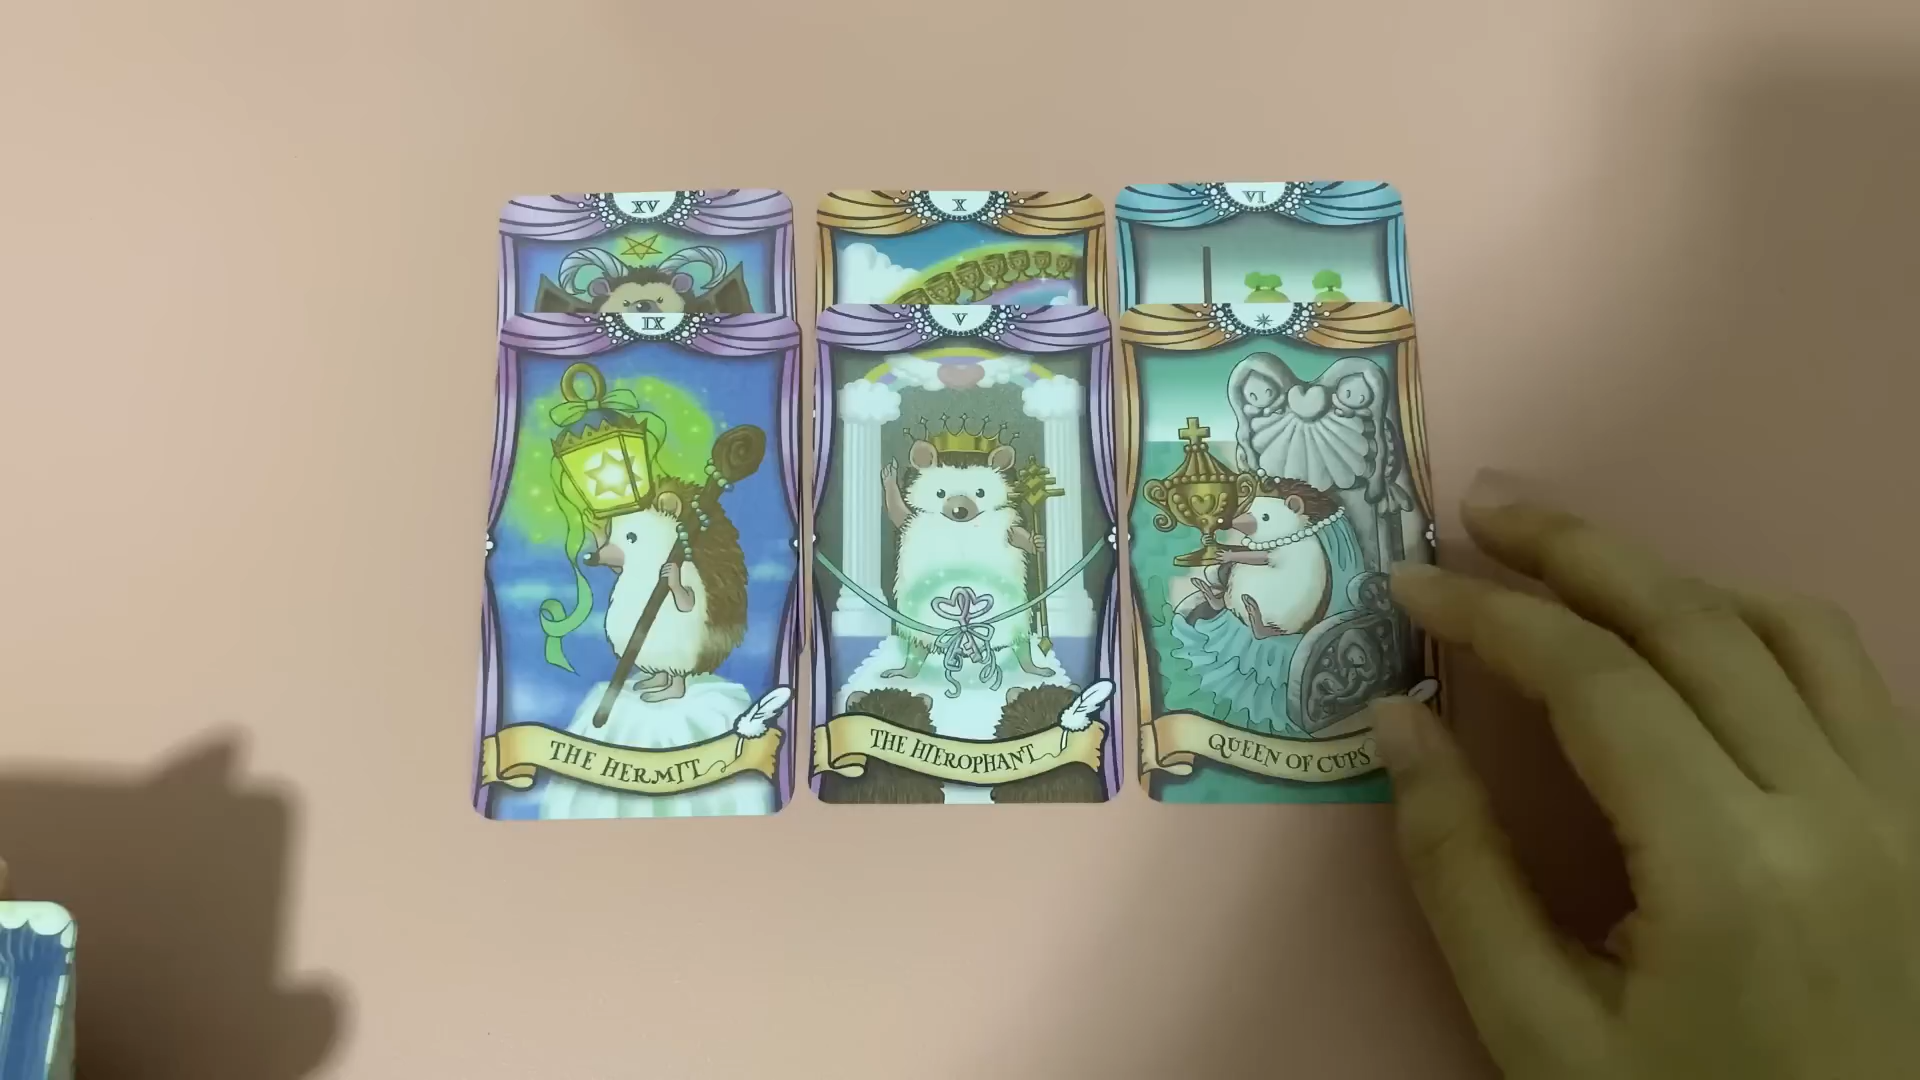 XV
X
VI
IX
V
THE HERMIT
THE HIEROPHANT
QUEEN OF CUPS